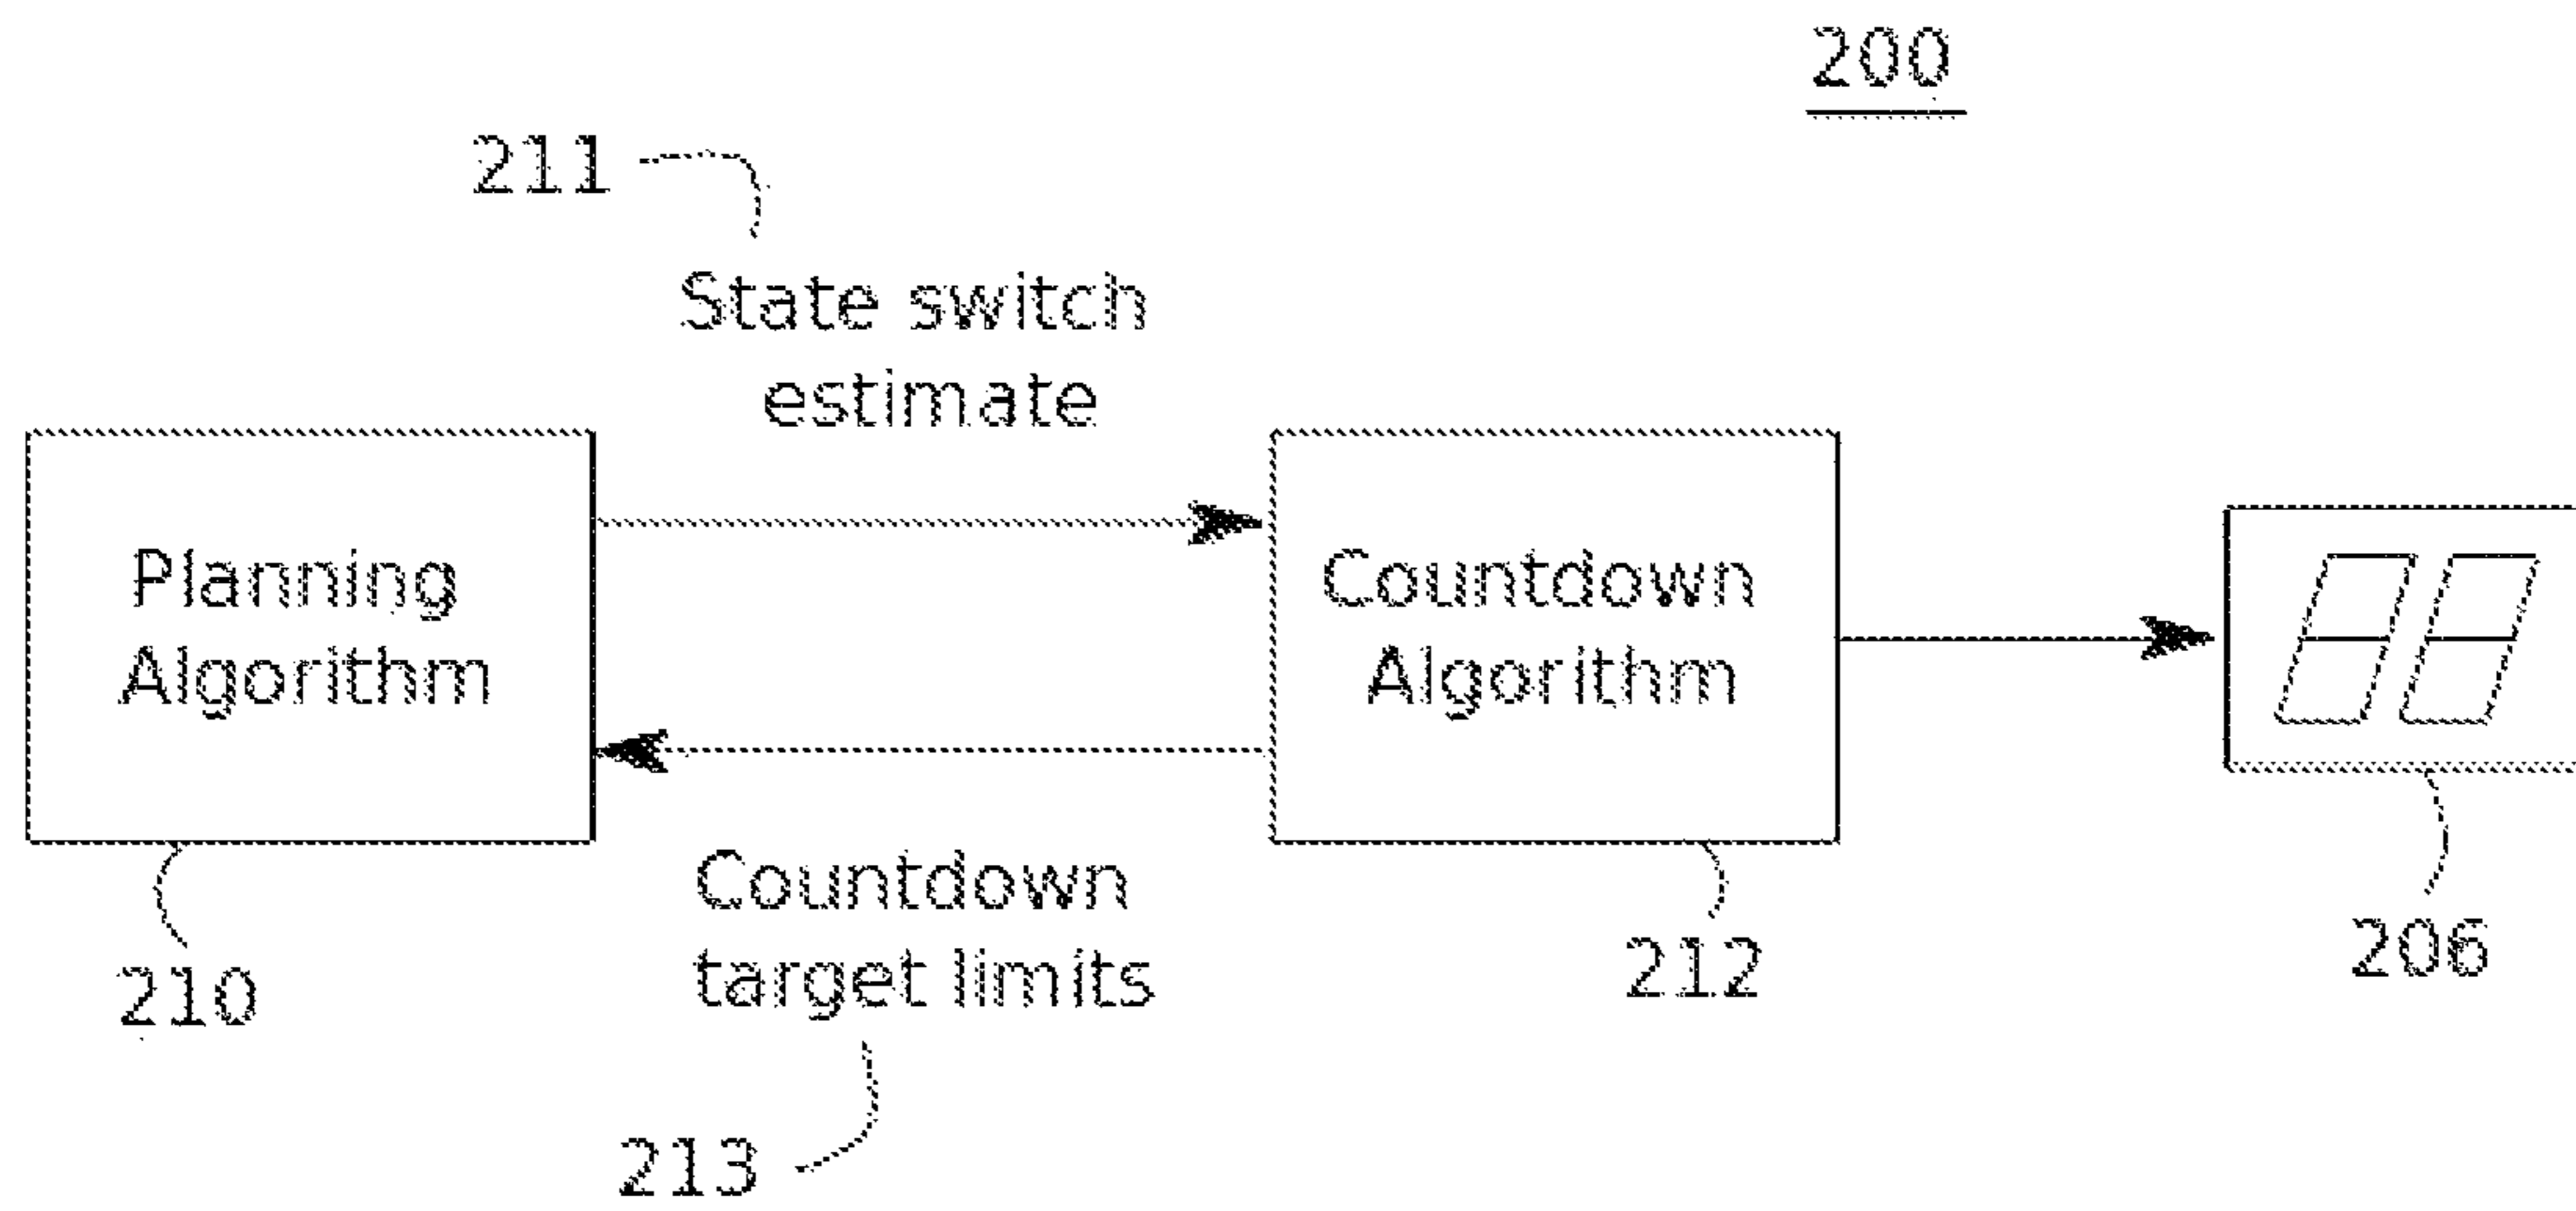 200
211
State switch
estimate
Planning
Algorithm
Countdown
Algorithm
Countdown
target limits
210
212
206
213